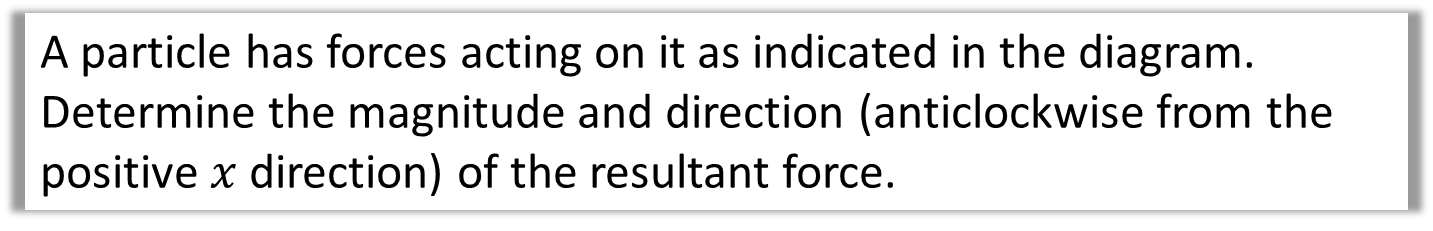 A particle has forces acting on it as indicated in the diagram.
Determine the magnitude and direction (anticlockwise from the
positive x direction) of the resultant force.